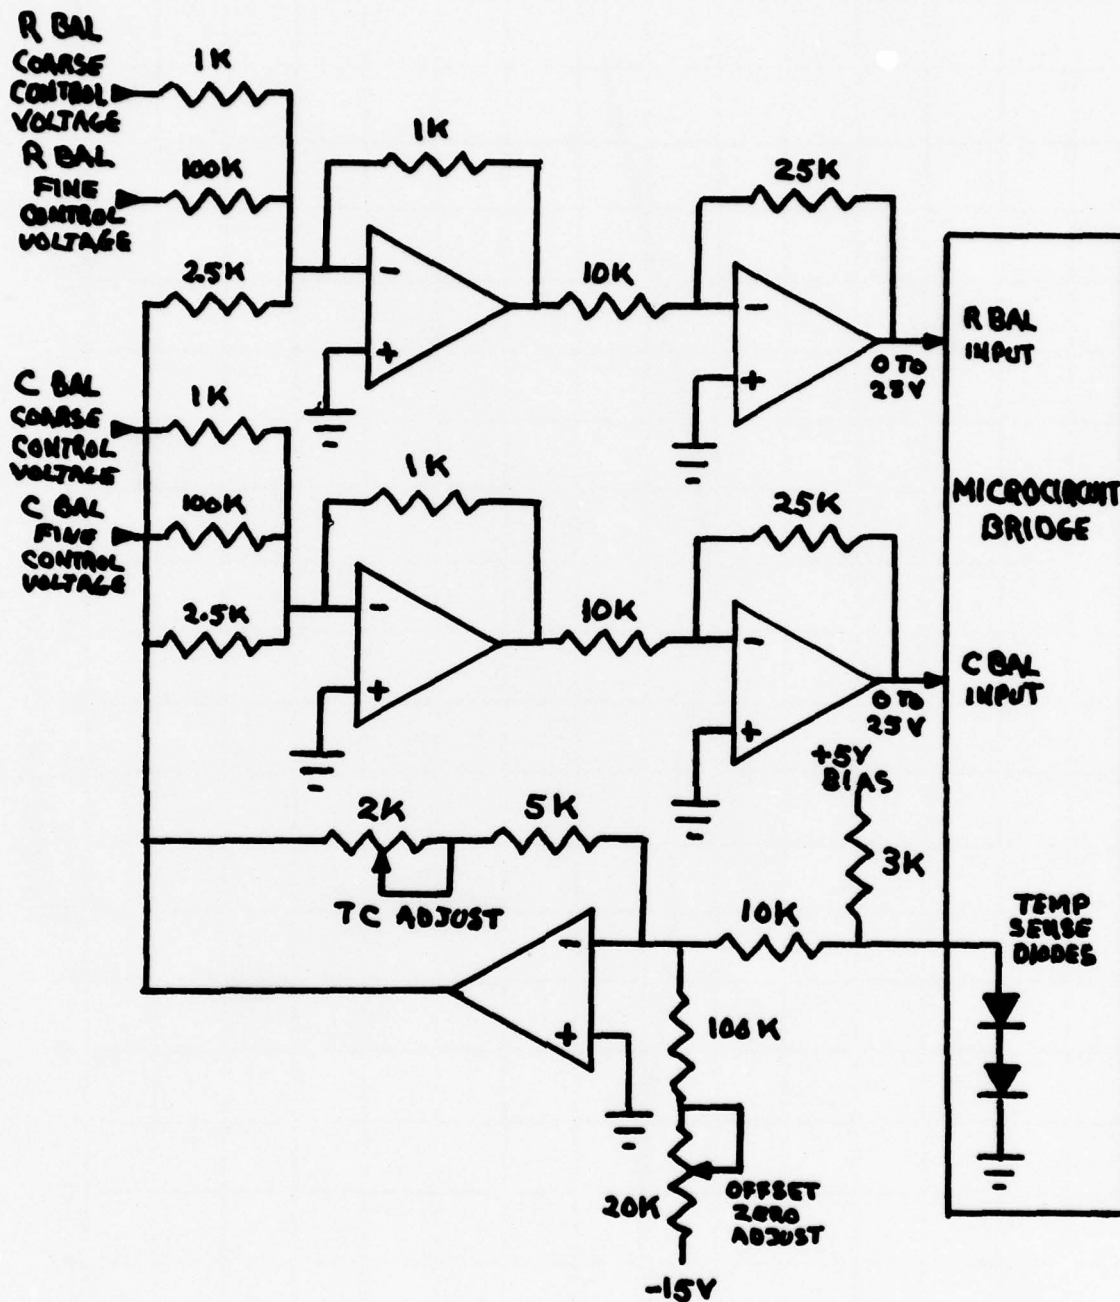 R BAL
COARSE
CONTROL
VOLTAGE
1K
R BAL
FINE
CONTROL
VOLTAGE
100K
2.5K
1K
-
+
10K
25K
-
+
0 TO
25V
R BAL
INPUT
C BAL
COARSE
CONTROL
VOLTAGE
1K
C BAL
FINE
CONTROL
VOLTAGE
100K
2.5K
1K
-
+
10K
25K
-
+
0 TO
25V
C BAL
INPUT
MICROCIRCUIT
BRIDGE
+5V
BIAS
3K
2K
5K
TC ADJUST
10K
TEMP
SENSE
DIODES
-
+
100K
20K
OFFSET
ZERO
ADJUST
-15V